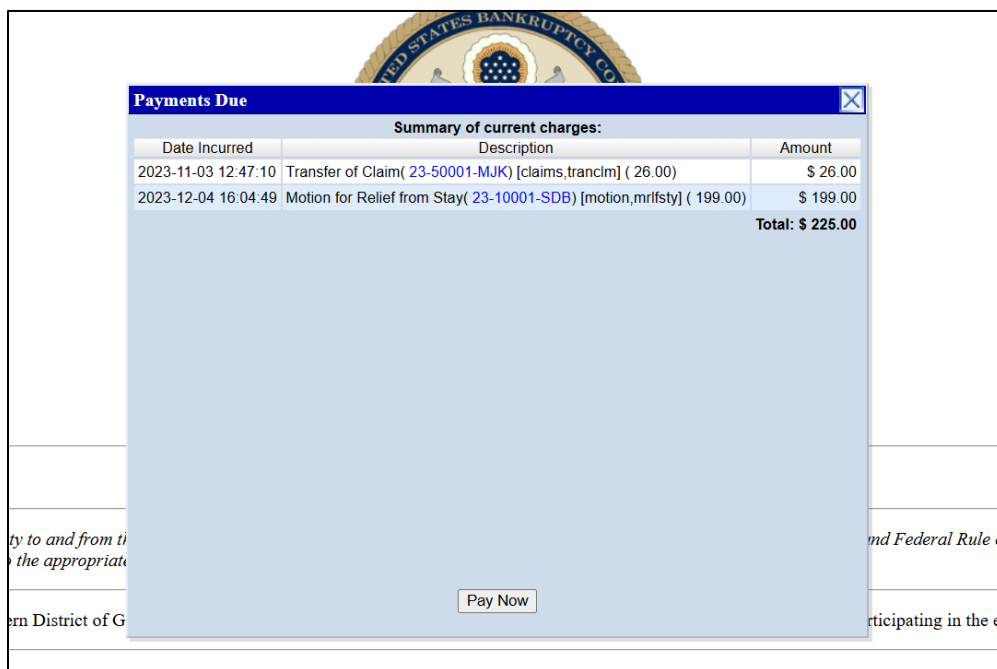 STATES BANKRUPTCY CO
Payments Due
Summary of current charges:
Date Incurred Description Amount
2023-11-03 12:47:10 Transfer of Claim( 23-50001-MJK) [claims,tranclm] ( 26.00) $ 26.00
2023-12-04 16:04:49 Motion for Relief from Stay( 23-10001-SDB) [motion,mrlfsty] ( 199.00) $ 199.00
Total: $ 225.00
ty to and from th
nd Federal Rule
the appropriate
Pay Now
ern District of G
rticipating in the e